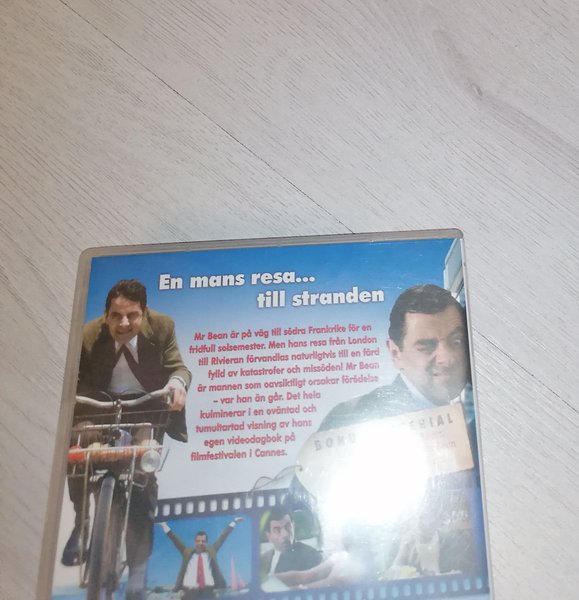 En mans resa...
till stranden
Mr Bean är på väg till södra Frankrike för en
fridfull solsemester. Men hans resa från London
till Rivieran förvandlas naturligtvis till en färd
fylld av katastrofer och missöden! Mr Bean
är mannen som oavsiktligt orsakar förödelse
– var han än går. Det hela
kulminerar i en oväntad och
tumultartad visning av hans
egen videodagbok på
filmfestivalen i Cannes.